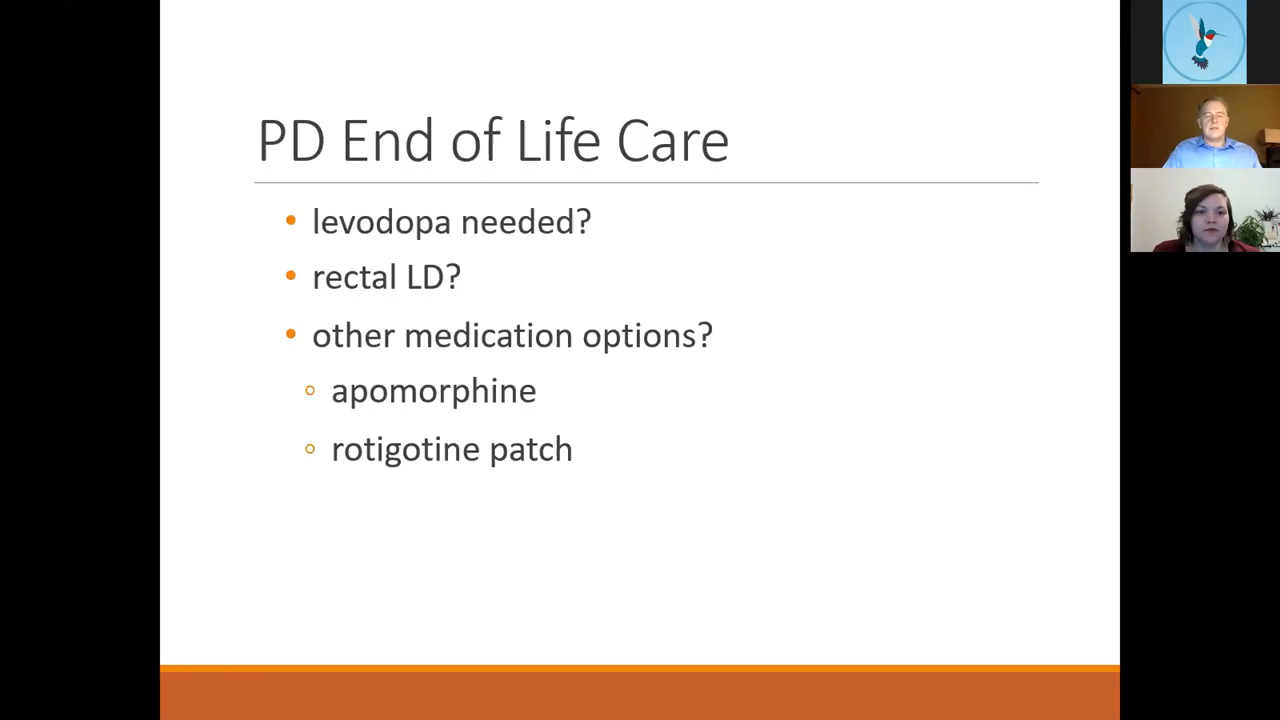 PD End of Life Care
• levodopa needed?
• rectal LD?
• other medication options?
◦ apomorphine
◦ rotigotine patch